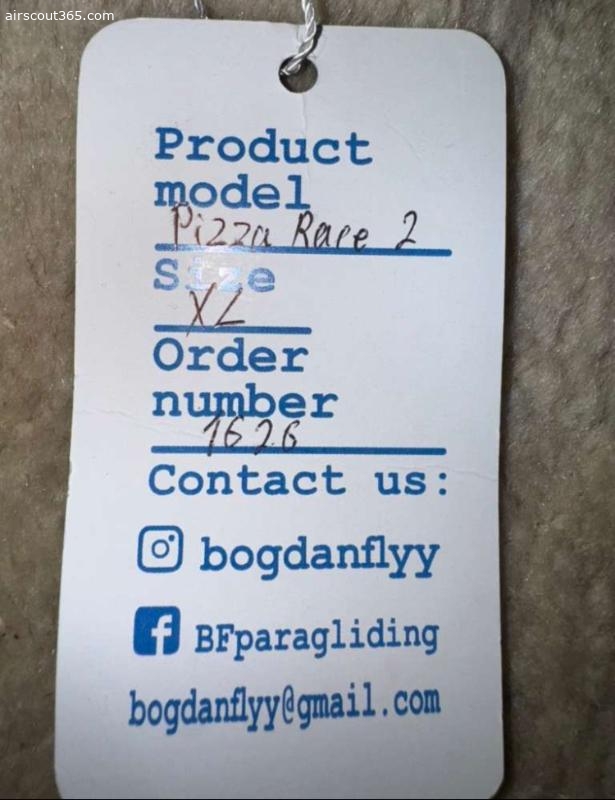 airscout365.com
Product
model
Pizza Race 2
Size
XL
Order
number
1626
Contact us:
bogdanflyy
BFparagliding
bogdanflyy@gmail.com